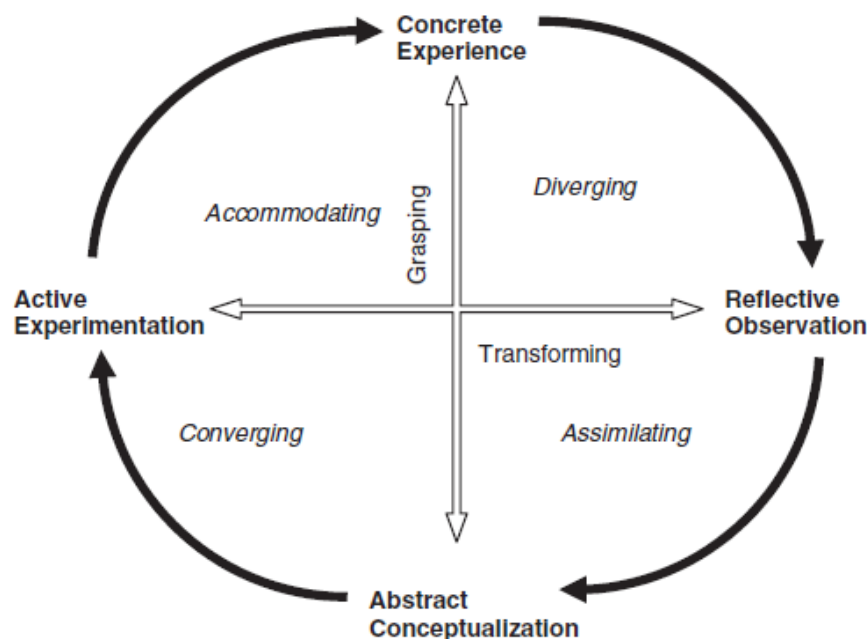 Concrete
Experience
Diverging
Accommodating
Grasping
Active
Experimentation
Reflective
Observation
Transforming
Converging
Assimilating
Abstract
Conceptualization